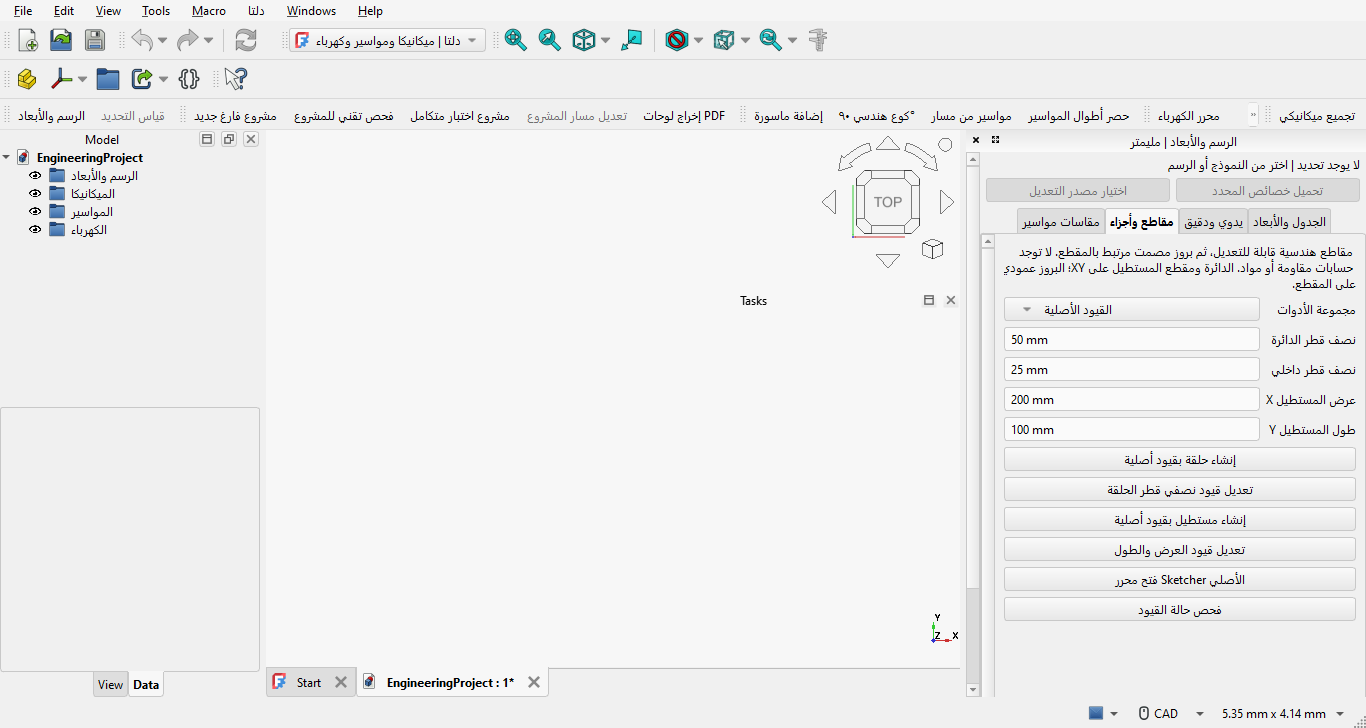 File Edit View Tools Macro دلتا Windows Help
دلتا | ميكانيكا ومواسير وكهرباء
الرسم والأبعاد قياس التحديد مشروع فارغ جديد مشروع اختبار متكامل فحص تقني للمشروع تعديل مسار المشروع PDF إخراج لوحات إضافة ماسورة كوع هندسي ٩٠° مواسير من مسار حصر أطوال المواسير محرر الكهرباء » تجميع ميكانيكي
Model
EngineeringProject
الرسم والأبعاد
الميكانيكا
المواسير
الكهرباء
View Data
TOP
Tasks
Y
Z X
Start EngineeringProject : 1*
الرسم والأبعاد | مليمتر
لا يوجد تحديد | اختر من النموذج أو الرسم
تحميل خصائص المحدد اختيار مصدر التعديل
الجدول والأبعاد يدوي ودقيق مقاطع وأجزاء مقاسات مواسير
مقاطع هندسية قابلة للتعديل، ثم بروز مصمت مرتبط بالمقطع. لا توجد
حسابات مقاومة أو مواد. الدائرة ومقطع المستطيل على XY؛ البروز عمودي
على المقطع.
مجموعة الأدوات القيود الأصلية
نصف قطر الدائرة 50 mm
نصف قطر داخلي 25 mm
عرض المستطيل X 200 mm
طول المستطيل Y 100 mm
إنشاء حلقة بقيود أصلية
تعديل قيود نصفي قطر الحلقة
إنشاء مستطيل بقيود أصلية
تعديل قيود العرض والطول
الأصلي Sketcher فتح محرر
فحص حالة القيود
CAD 5.35 mm x 4.14 mm